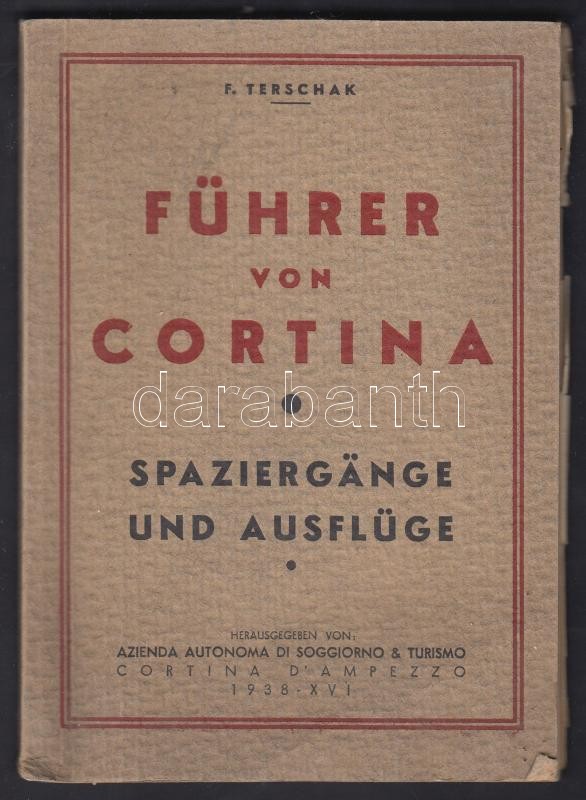 F. TERSCHAK
FÜHRER
VON
CORTINA
darabanth
SPAZIERGÄNGE
UND AUSFLÜGE
HERAUSGEGEBEN VON:
AZIENDA AUTONOMA DI SOGGIORNO & TURISMO
CORTINA D'AMPEZZO
1938-XVI